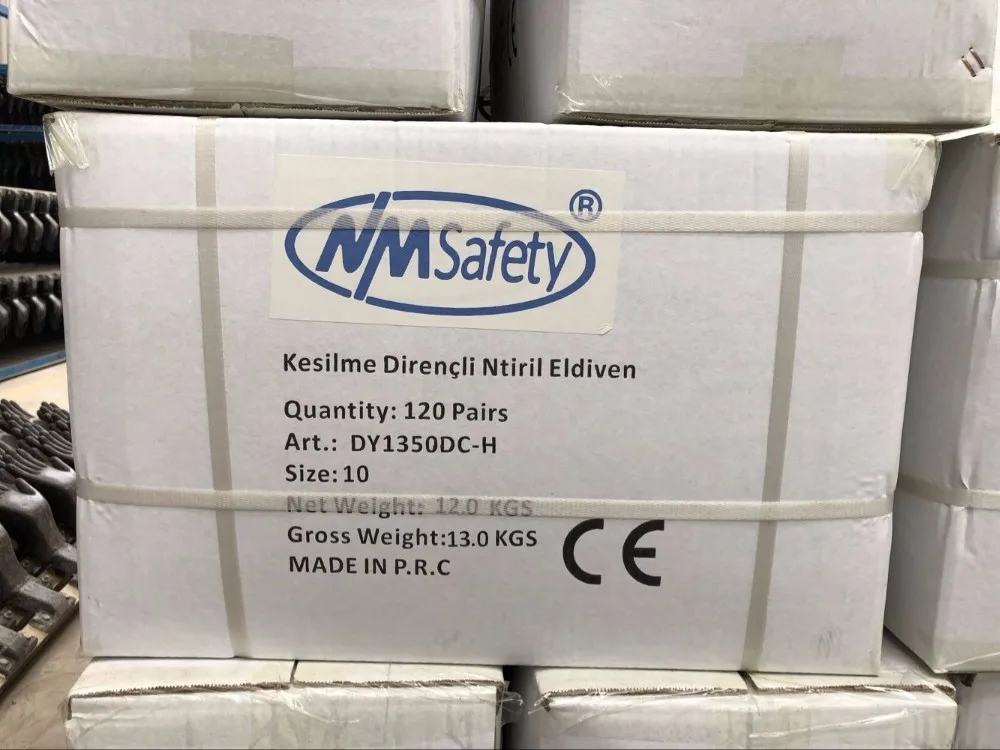 NMSafety®
Kesilme Dirençli Ntiril Eldiven
Quantity: 120 Pairs
Art.: DY1350DC-H
Size: 10
Net Weight: 12.0 KGS
Gross Weight:13.0 KGS
MADE IN P.R.C
CE